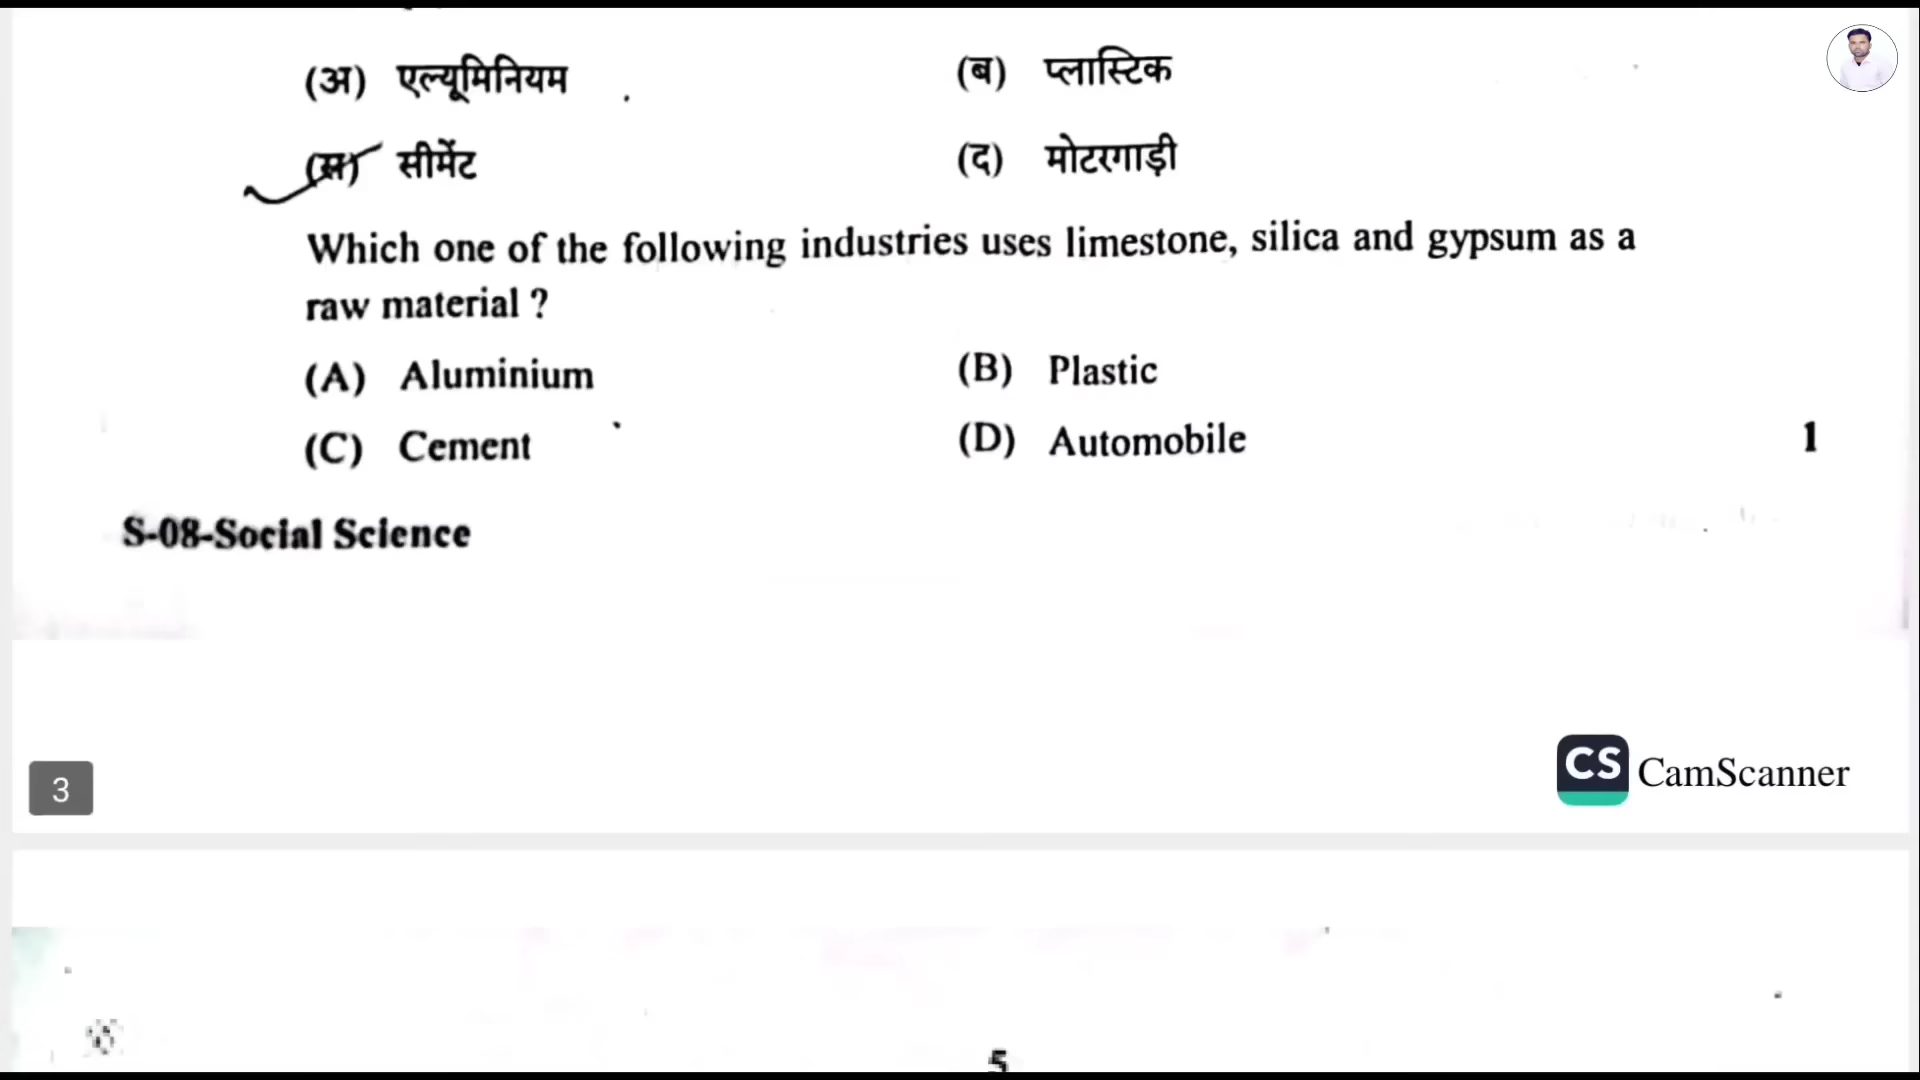 (अ) एल्यूमिनियम (ब) प्लास्टिक
(स) सीमेंट (द) मोटरगाड़ी
Which one of the following industries uses limestone, silica and gypsum as a
raw material ?
(A) Aluminium (B) Plastic
(C) Cement (D) Automobile 1
S-08-Social Science
3
CS CamScanner
5